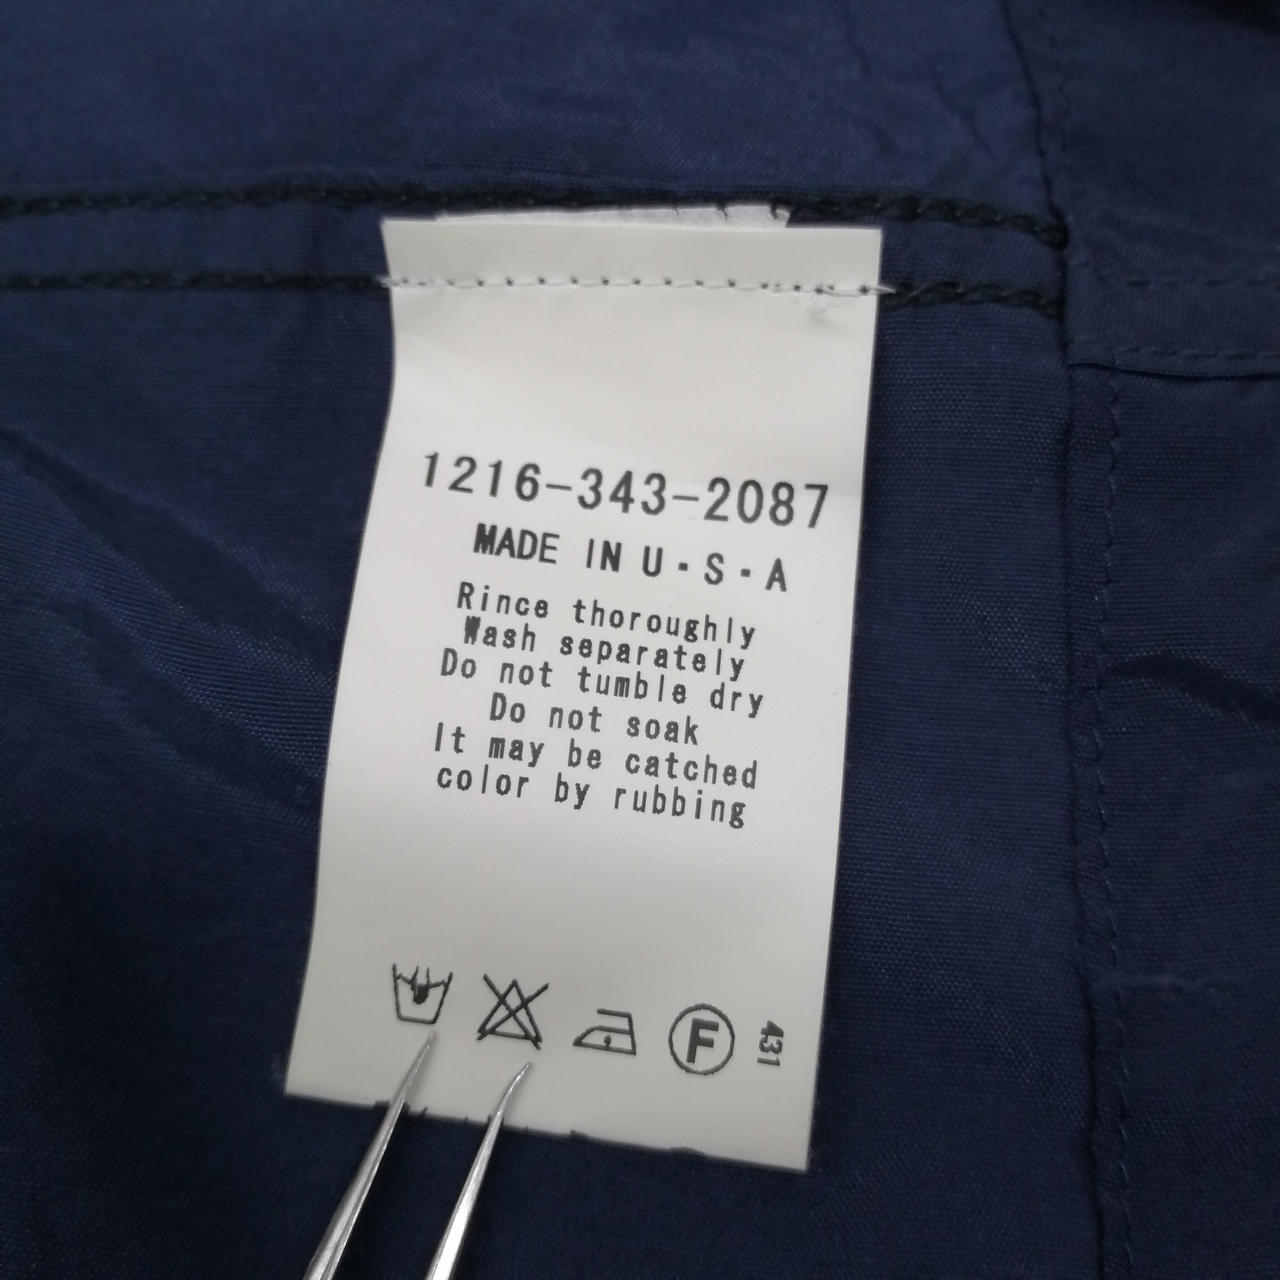 1216-343-2087
MADE IN U·S·A
Rince thoroughly
Wash separately
Do not tumble dry
Do not soak
It may be catched
color by rubbing
F
431